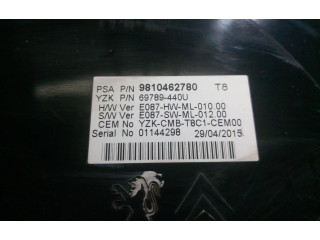 PSA P/N 9810462780 T8
YZK P/N 69789-440U
H/W Ver E087-HW-ML-010.00
S/W Ver E087-SW-ML-012.00
CEM No YZK-CMB-T8C1-CEM00
Serial No 01144298 29/04/2015